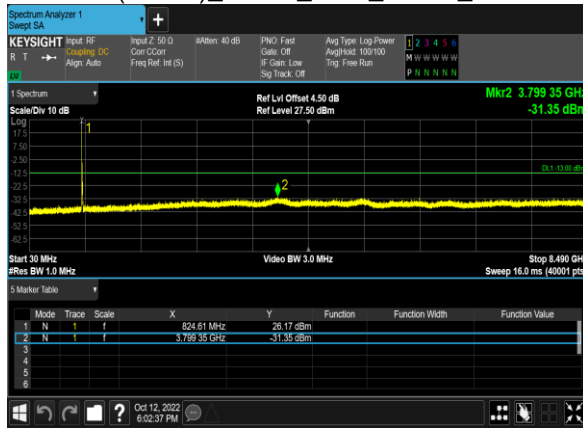 Spectrum Analyzer 1
Swept SA
+
KEYSIGHT
R T
Input: RF
Coupling: DC
Align: Auto
Input Z: 50 Ω
Corr CCorr
Freq Ref: Int (S)
#Atten: 40 dB
PNO: Fast
Gate: Off
IF Gain: Low
Sig Track: Off
Avg Type: Log-Power
Avg|Hold: 100/100
Trig: Free Run
1 2 3 4 5 6
M W W W W W
P N N N N N
1 Spectrum
Scale/Div 10 dB
Ref Lvl Offset 4.50 dB
Ref Level 27.50 dBm
Mkr2 3.799 35 GHz
-31.35 dBm
Log
17.5
7.50
-2.50
-12.5
-22.5
-32.5
-42.5
-52.5
-62.5
1
2
DL1 -13.00 dBm
Start 30 MHz
#Res BW 1.0 MHz
Video BW 3.0 MHz
Stop 8.490 GHz
Sweep 16.0 ms (40001 pts
5 Marker Table
Mode Trace Scale X Y Function Function Width Function Value
1 N 1 f 824.61 MHz 26.17 dBm
2 N 1 f 3.799 35 GHz -31.35 dBm
3
4
5
6
?
Oct 12, 2022
6:02:37 PM